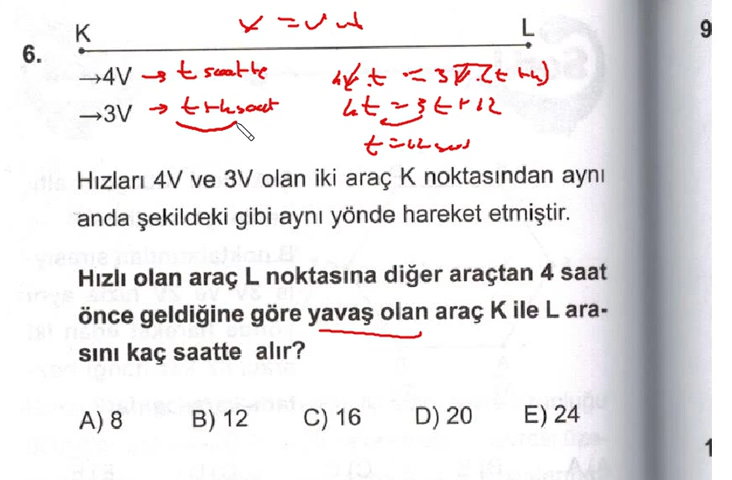 K
x = v.t
L
9
6.
→4V → t saatte
4V.t = 3V.(t+4)
→3V → t+4 saat
4t = 3t+12
t=12 saat
Hızları 4V ve 3V olan iki araç K noktasından aynı
anda şekildeki gibi aynı yönde hareket etmiştir.
Hızlı olan araç L noktasına diğer araçtan 4 saat
önce geldiğine göre yavaş olan araç K ile L ara-
sını kaç saatte alır?
A) 8 B) 12 C) 16 D) 20 E) 24
1